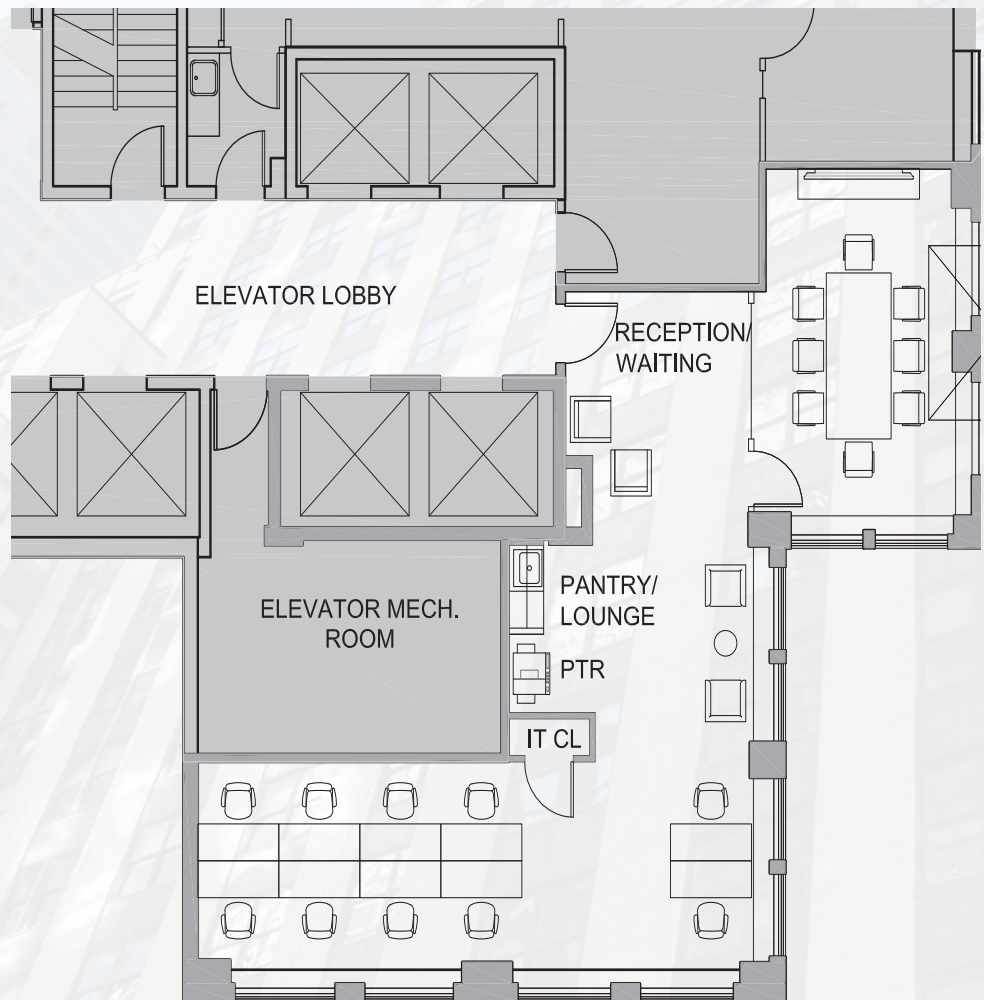 ELEVATOR LOBBY
RECEPTION/
WAITING
ELEVATOR MECH.
ROOM
PANTRY/
LOUNGE
PTR
IT CL